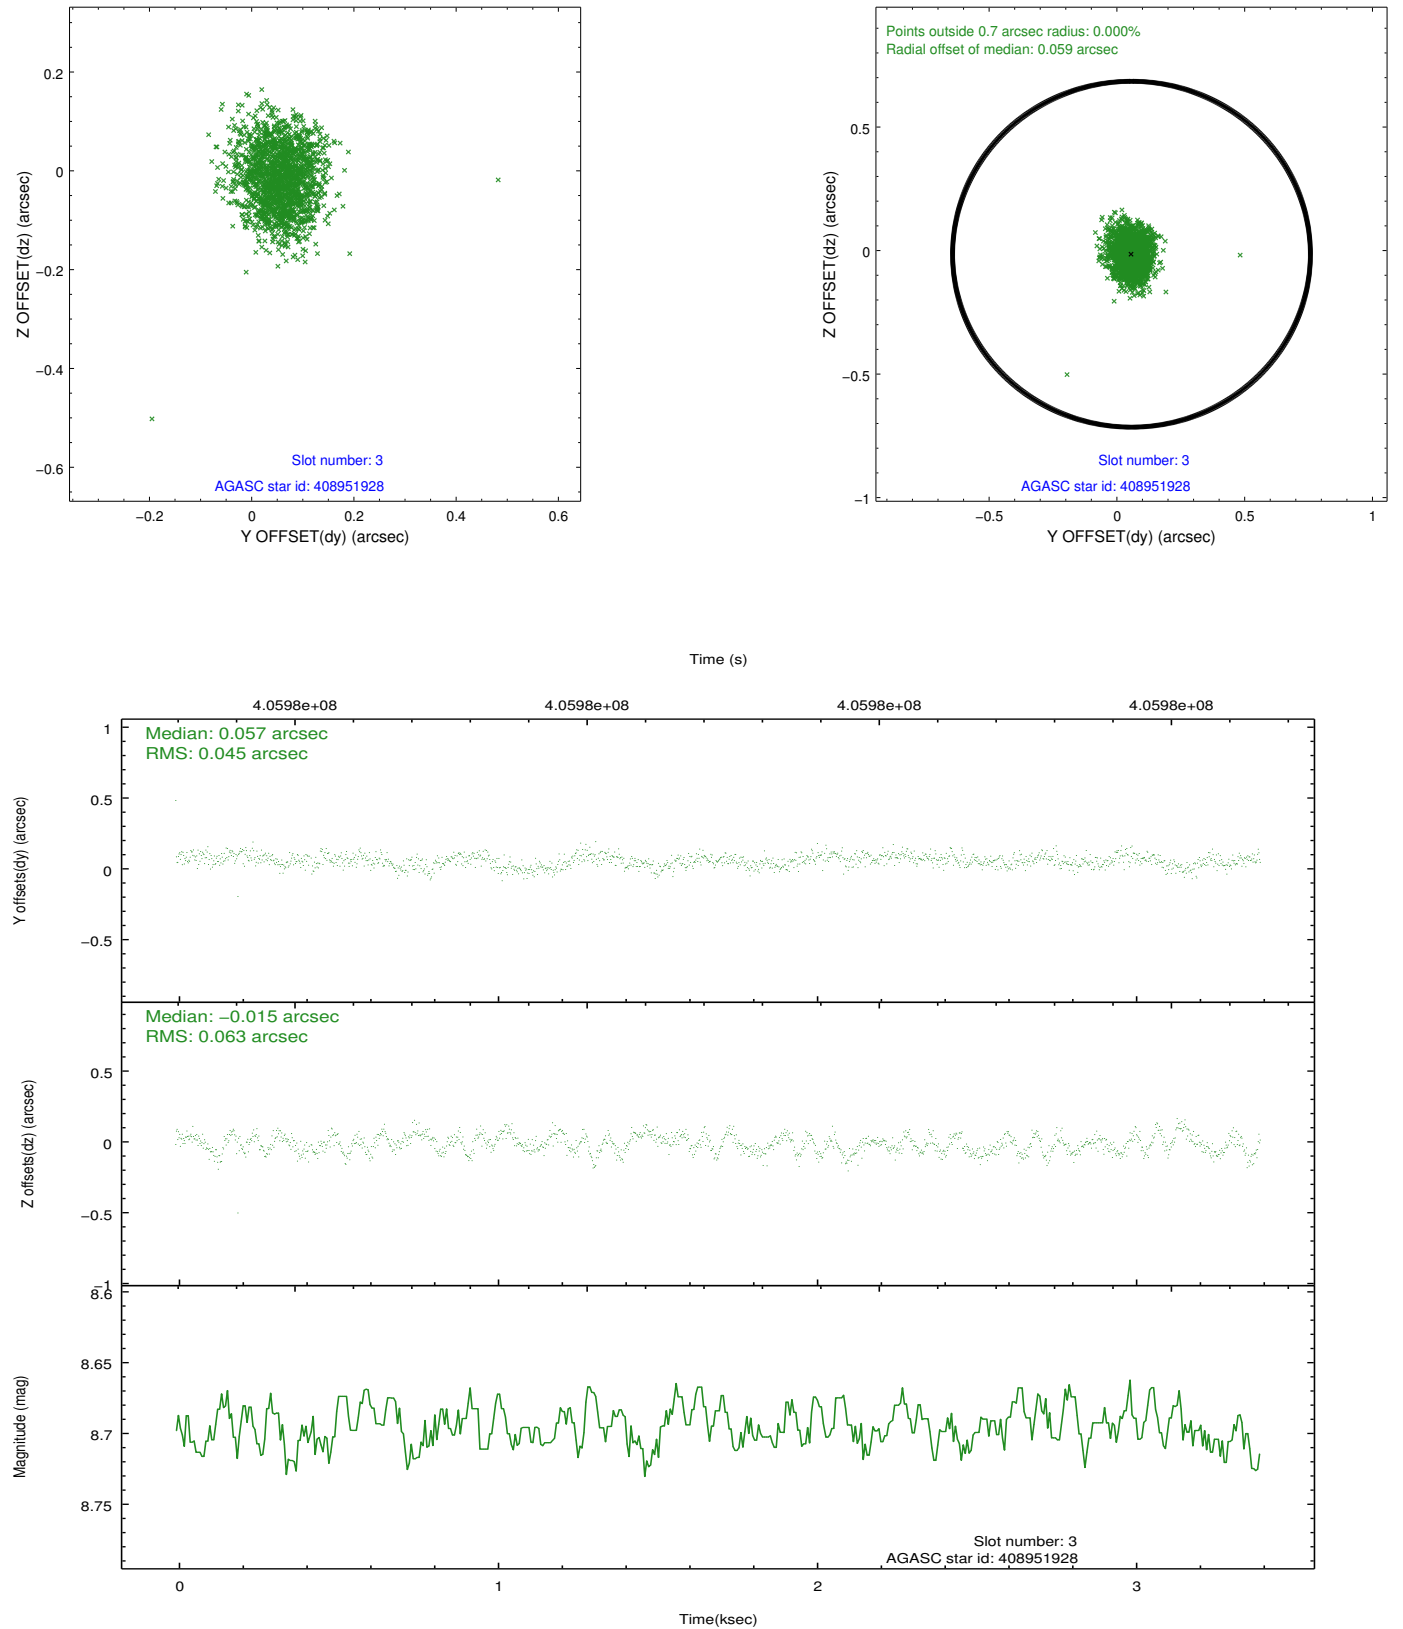 0.2
0
−0.2
−0.4
−0.6
Z OFFSET(dz) (arcsec)
Slot number: 3
AGASC star id: 408951928
−0.2
0
0.2
0.4
0.6
Y OFFSET(dy) (arcsec)
Points outside 0.7 arcsec radius: 0.000%
Radial offset of median: 0.059 arcsec
0.5
0
−0.5
−1
Z OFFSET(dz) (arcsec)
Slot number: 3
AGASC star id: 408951928
−0.5
0
0.5
1
Y OFFSET(dy) (arcsec)
Time (s)
4.0598e+08
4.0598e+08
4.0598e+08
4.0598e+08
Median: 0.057 arcsec
RMS: 0.045 arcsec
1
0.5
0
−0.5
Y offsets(dy) (arcsec)
Median: −0.015 arcsec
RMS: 0.063 arcsec
0.5
0
−0.5
−1
Z offsets(dz) (arcsec)
8.6
8.65
8.7
8.75
Magnitude (mag)
Slot number: 3
AGASC star id: 408951928
0
1
2
3
Time(ksec)